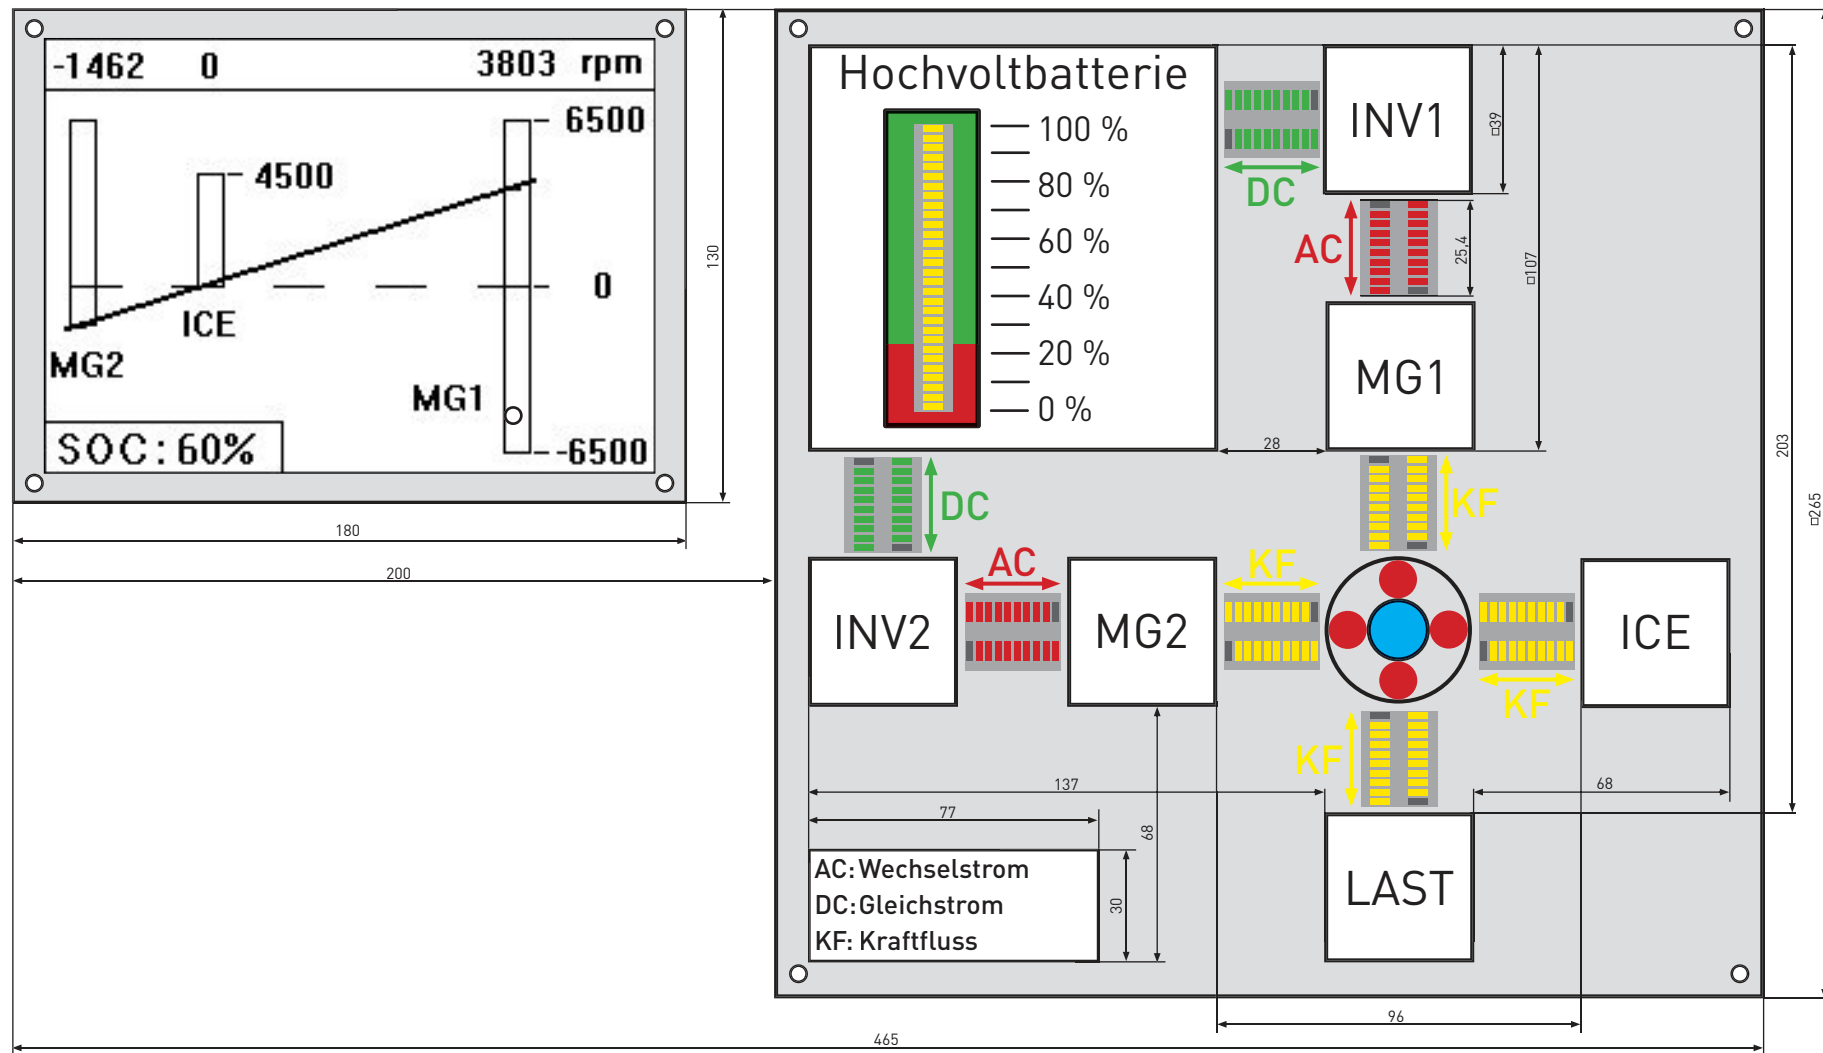 -1462 0 3803 rpm
6500
4500
0
ICE
MG2
MG1
SOC:60%
-6500
130
180
200
465
Hochvoltbatterie
100 %
80 %
60 %
40 %
20 %
0 %
DC
INV1
□39
AC
25,4
□107
MG1
28
203
□265
DC
KF
INV2
AC
MG2
KF
KF
ICE
KF
137
68
77
68
30
AC: Wechselstrom
DC: Gleichstrom
KF: Kraftfluss
LAST
96